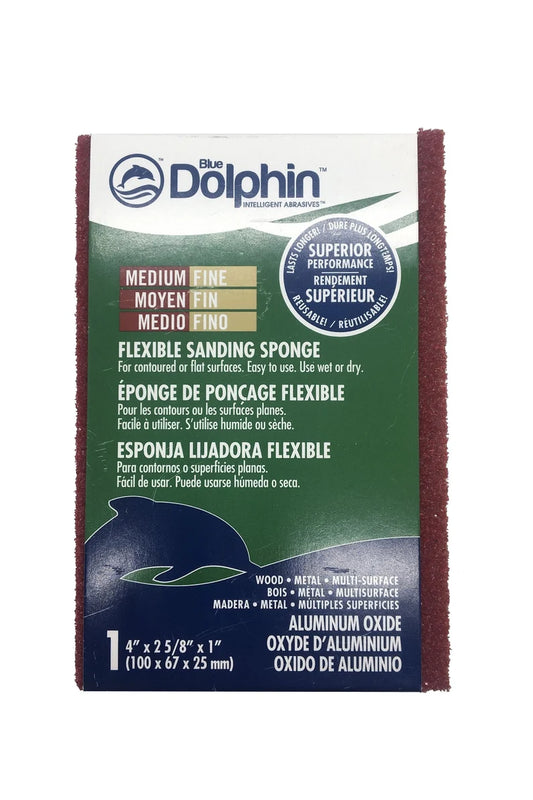 Blue
Dolphin™
INTELLIGENT ABRASIVES™
LASTS LONGER! / DURE PLUS LONGTEMPS!
SUPERIOR
PERFORMANCE
RENDEMENT
SUPÉRIEUR
REUSABLE! / RÉUTILISABLE!
MEDIUM FINE
MOYEN FIN
MEDIO FINO
FLEXIBLE SANDING SPONGE
For contoured or flat surfaces. Easy to use. Use wet or dry.
ÉPONGE DE PONÇAGE FLEXIBLE
Pour les contours ou les surfaces planes.
Facile à utiliser. S'utilise humide ou sèche.
ESPONJA LIJADORA FLEXIBLE
Para contornos o superficies planas.
Fácil de usar. Puede usarse húmeda o seca.
WOOD • METAL • MULTI-SURFACE
BOIS • MÉTAL • MULTISURFACE
MADERA • METAL • MÚLTIPLES SUPERFICIES
ALUMINUM OXIDE
OXYDE D'ALUMINIUM
OXIDO DE ALUMINIO
1 4" x 2 5/8" x 1"
(100 x 67 x 25 mm)